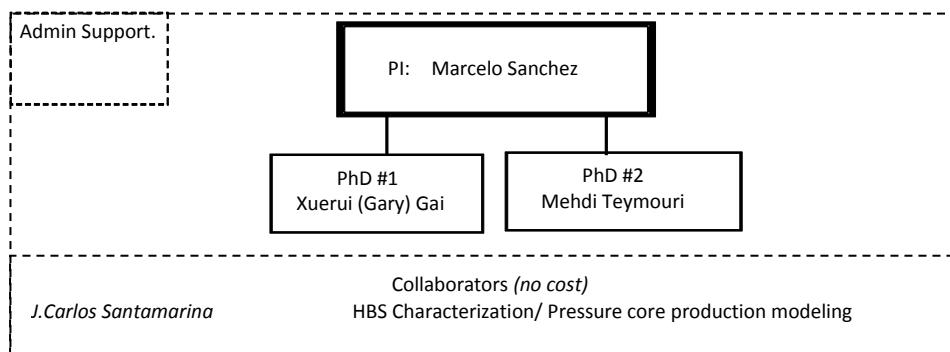 Admin Support.
PI: Marcelo Sanchez
PhD #1
Xuerui (Gary) Gai
PhD #2
Mehdi Teymouri
Collaborators (no cost)
J.Carlos Santamarina HBS Characterization/ Pressure core production modeling